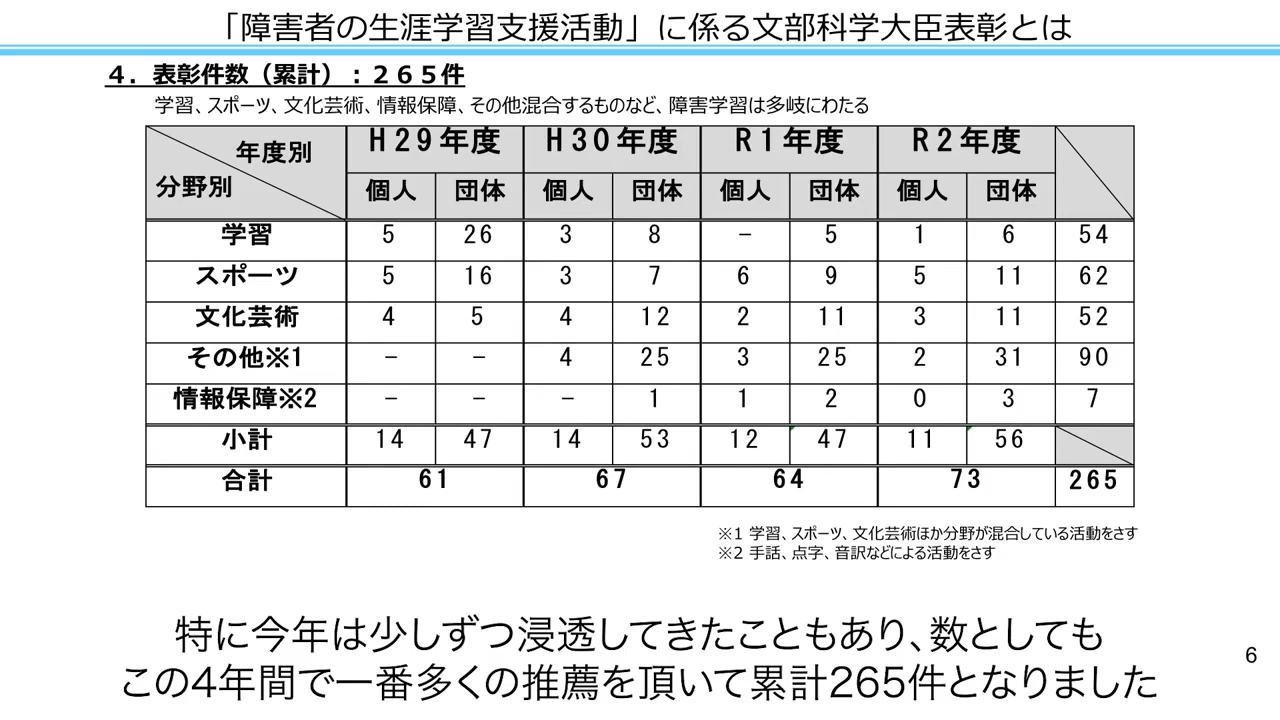 「障害者の生涯学習支援活動」に係る文部科学大臣表彰とは
４．表彰件数（累計）：２６５件
学習、スポーツ、文化芸術、情報保障、その他混合するものなど、障害学習は多岐にわたる
年度別 H29年度 H30年度 R1年度 R2年度
分野別 個人 団体 個人 団体 個人 団体 個人 団体
学習 5 26 3 8 − 5 1 6 54
スポーツ 5 16 3 7 6 9 5 11 62
文化芸術 4 5 4 12 2 11 3 11 52
その他※1 − − 4 25 3 25 2 31 90
情報保障※2 − − − 1 1 2 0 3 7
小計 14 47 14 53 12 47 11 56
合計 61 67 64 73 265
※1 学習、スポーツ、文化芸術ほか分野が混合している活動をさす
※2 手話、点字、音訳などによる活動をさす
特に今年は少しずつ浸透してきたこともあり、数としても
この4年間で一番多くの推薦を頂いて累計265件となりました
6